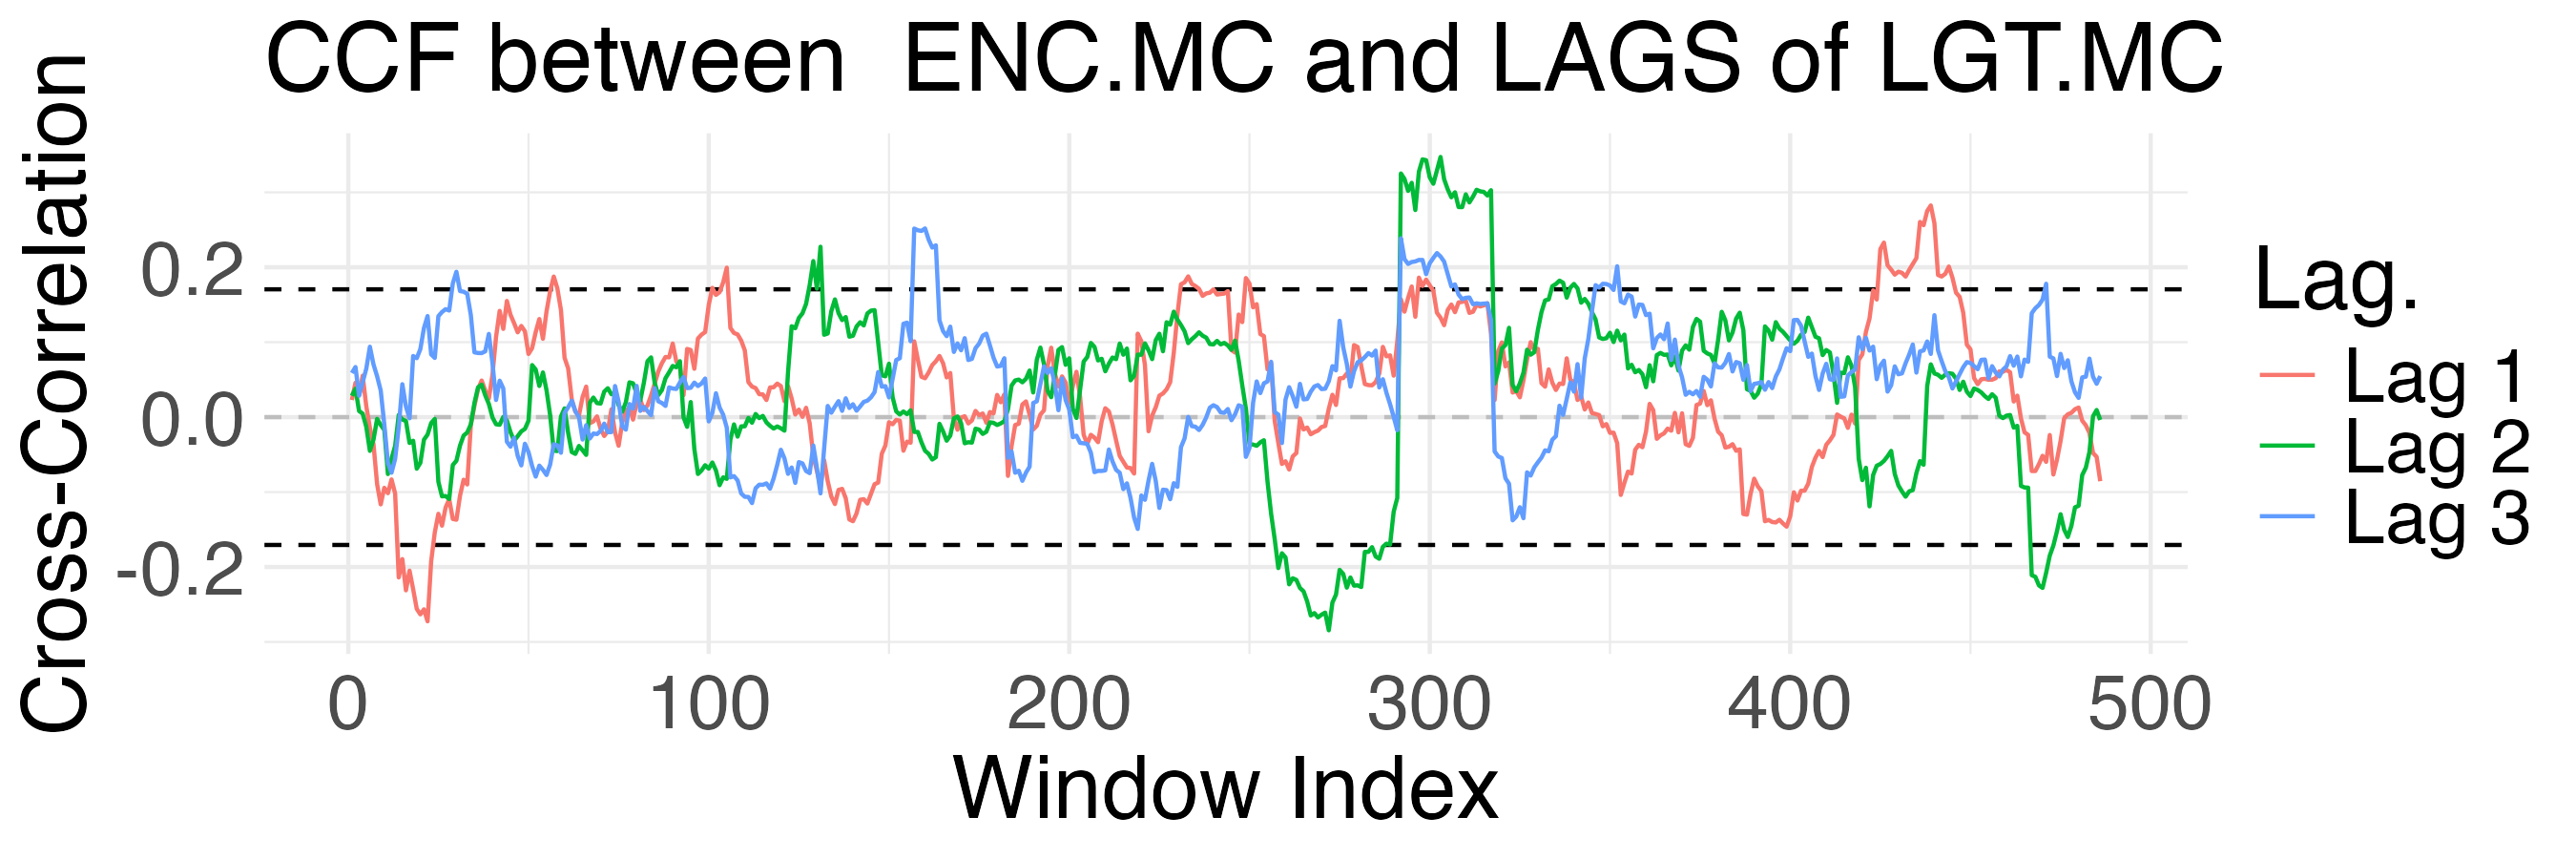 CCF between  ENC.MC and LAGS of LGT.MC
Cross-Correlation
0.2
0.0
-0.2
0 100 200 300 400 500
Window Index
Lag.
Lag 1
Lag 2
Lag 3